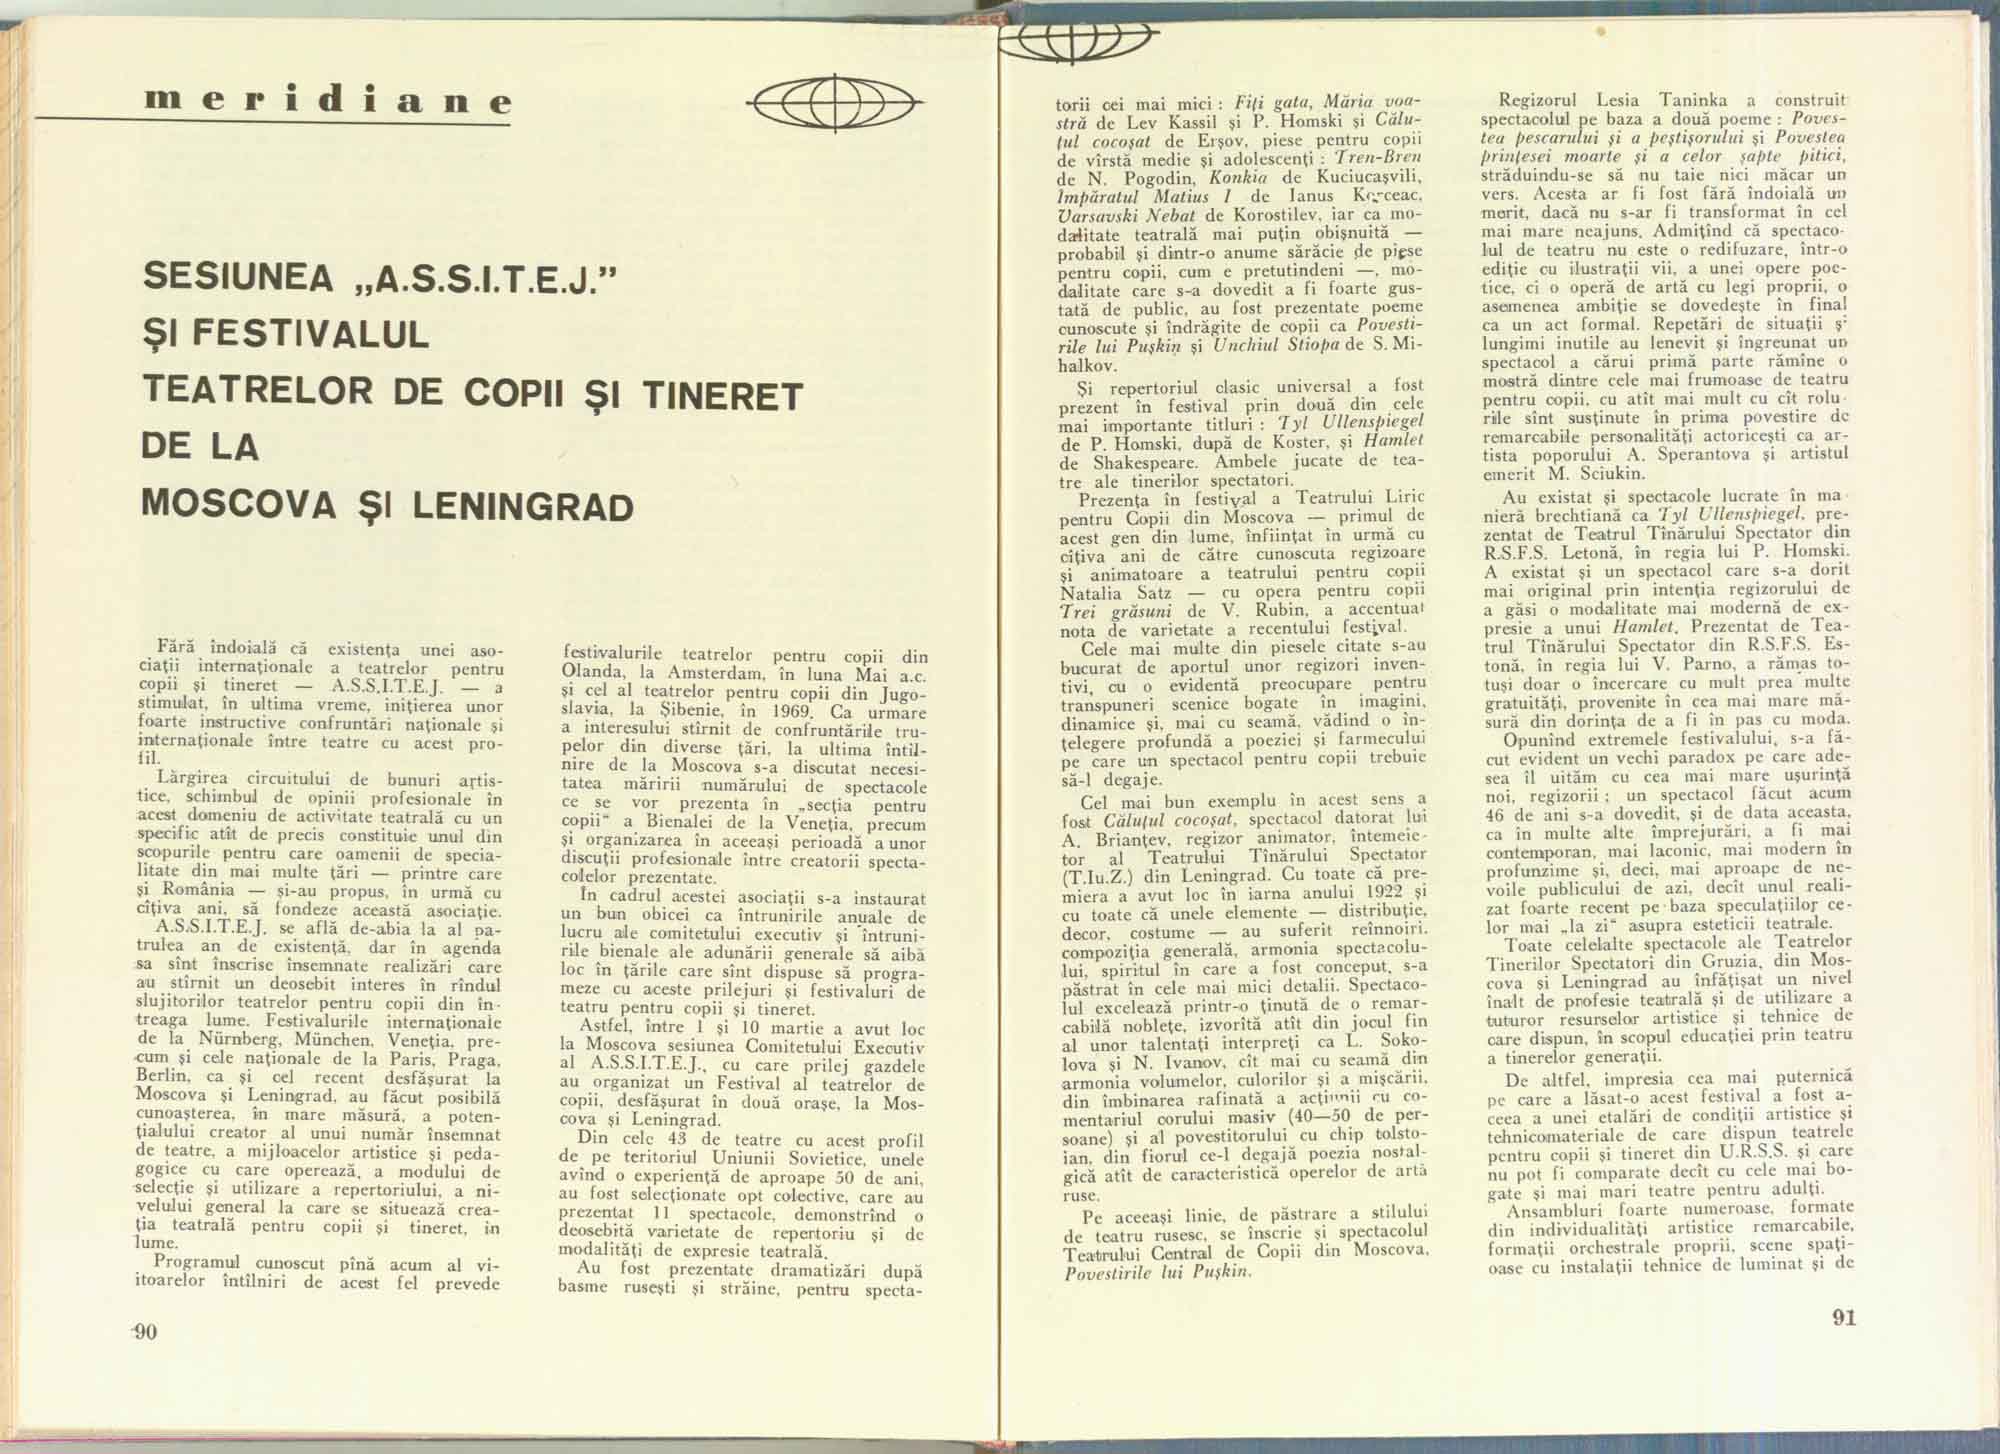 meridiane
SESIUNEA „A.S.S.I.T.E.J.”
ŞI FESTIVALUL
TEATRELOR DE COPII ŞI TINERET
DE LA
MOSCOVA ŞI LENINGRAD
Fără îndoială că existenţa unei aso-
ciaţii internaţionale a teatrelor pentru
copii şi tineret — A.S.S.I.T.E.J. — a
stimulat, în ultima vreme, iniţierea unor
foarte instructive confruntări naţionale şi
internaţionale între teatre cu acest pro-
fil.
Lărgirea circuitului de bunuri artis-
tice, schimbul de opinii profesionale în
acest domeniu de activitate teatrală cu un
specific atît de precis constituie unul din
scopurile pentru care oamenii de specia-
litate din mai multe ţări — printre care
şi România — şi-au propus, în urmă cu
cîţiva ani, să fondeze această asociaţie.
A.S.S.I.T.E.J. se află de-abia la al pa-
trulea an de existenţă, dar în agenda
sa sînt înscrise însemnate realizări care
au stîrnit un deosebit interes în rîndul
slujitorilor teatrelor pentru copii din în-
treaga lume. Festivalurile internaţionale
de la Nürnberg, München, Veneţia, pre-
cum şi cele naţionale de la Paris, Praga,
Berlin, ca şi cel recent desfăşurat la
Moscova şi Leningrad, au făcut posibilă
cunoaşterea, în mare măsură, a poten-
ţialului creator al unui număr însemnat
de teatre, a mijloacelor artistice şi peda-
gogice cu care operează, a modului de
selecţie şi utilizare a repertoriului, a ni-
velului general la care se situează crea-
ţia teatrală pentru copii şi tineret, in
lume.
Programul cunoscut pînă acum al vi-
itoarelor întîlniri de acest fel prevede
festivalurile teatrelor pentru copii din
Olanda, la Amsterdam, în luna Mai a.c.
şi cel al teatrelor pentru copii din Jugo-
slavia, la Şibenie, în 1969. Ca urmare
a interesului stîrnit de confruntările tru-
pelor din diverse ţări, la ultima întîl-
nire de la Moscova s-a discutat necesi-
tatea măririi numărului de spectacole
ce se vor prezenta în „secţia pentru
copii“ a Bienalei de la Veneţia, precum
şi organizarea în aceeaşi perioadă a unor
discuţii profesionale între creatorii specta-
colelor prezentate.
În cadrul acestei asociaţii s-a instaurat
un bun obicei ca întrunirile anuale de
lucru ale comitetului executiv şi întruni-
rile bienale ale adunării generale să aibă
loc în ţările care sînt dispuse să progra-
meze cu aceste prilejuri şi festivaluri de
teatru pentru copii şi tineret.
Astfel, între 1 şi 10 martie a avut loc
la Moscova sesiunea Comitetului Executiv
al A.S.S.I.T.E.J., cu care prilej gazdele
au organizat un Festival al teatrelor de
copii, desfăşurat în două oraşe, la Mos-
cova şi Leningrad.
Din cele 43 de teatre cu acest profil
de pe teritoriul Uniunii Sovietice, unele
avînd o experienţă de aproape 50 de ani,
au fost selecţionate opt colective, care au
prezentat 11 spectacole, demonstrînd o
deosebită varietate de repertoriu şi de
modalităţi de expresie teatrală.
Au fost prezentate dramatizări după
basme ruseşti şi străine, pentru specta-
90
torii cei mai mici : Fiţi gata, Măria voa-
stră de Lev Kassil şi P. Homski şi Călu-
ţul cocoşat de Erşov, piese pentru copii
de vîrstă medie şi adolescenţi : Tren-Bren
de N. Pogodin, Konkia de Kuciucaşvili,
Împăratul Matius I de Ianus Korceac,
Varsavski Nebat de Korostilev, iar ca mo-
dalitate teatrală mai puţin obişnuită —
probabil şi dintr-o anume sărăcie de piese
pentru copii, cum e pretutindeni —, mo-
dalitate care s-a dovedit a fi foarte gus-
tată de public, au fost prezentate poeme
cunoscute şi îndrăgite de copii ca Povesti-
rile lui Puşkin şi Unchiul Stiopa de S. Mi-
halkov.
Şi repertoriul clasic universal a fost
prezent în festival prin două din cele
mai importante titluri : Tyl Ullenspiegel
de P. Homski, după de Koster, şi Hamlet
de Shakespeare. Ambele jucate de tea-
tre ale tinerilor spectatori.
Prezenţa în festival a Teatrului Liric
pentru Copii din Moscova — primul de
acest gen din lume, înfiinţat în urmă cu
cîţiva ani de către cunoscuta regizoare
şi animatoare a teatrului pentru copii
Natalia Satz — cu opera pentru copii
Trei grăsuni de V. Rubin, a accentuat
nota de varietate a recentului festival.
Cele mai multe din piesele citate s-au
bucurat de aportul unor regizori inven-
tivi, cu o evidentă preocupare pentru
transpuneri scenice bogate în imagini,
dinamice şi, mai cu seamă, vădind o în-
ţelegere profundă a poeziei şi farmecului
pe care un spectacol pentru copii trebuie
să-l degaje.
Cel mai bun exemplu în acest sens a
fost Căluţul cocoşat, spectacol datorat lui
A. Brianţev, regizor animator, întemeie-
tor al Teatrului Tînărului Spectator
(T.Iu.Z.) din Leningrad. Cu toate că pre-
miera a avut loc în iarna anului 1922 şi
cu toate că unele elemente — distribuţie,
decor, costume — au suferit reînnoiri,
compoziţia generală, armonia spectacolu-
lui, spiritul în care a fost conceput, s-a
păstrat în cele mai mici detalii. Spectaco-
lul excelează printr-o ţinută de o remar-
cabilă nobleţe, izvorîtă atît din jocul fin
al unor talentaţi interpreţi ca L. Soko-
lova şi N. Ivanov, cît mai cu seamă din
armonia volumelor, culorilor şi a mişcării,
din îmbinarea rafinată a acţiunii cu co-
mentariul corului masiv (40—50 de per-
soane) şi al povestitorului cu chip tolsto-
ian, din fiorul ce-l degajă poezia nostal-
gică atît de caracteristică operelor de artă
ruse.
Pe aceeaşi linie, de păstrare a stilului
de teatru rusesc, se înscrie şi spectacolul
Teatrului Central de Copii din Moscova,
Povestirile lui Puşkin.
Regizorul Lesia Taninka a construit
spectacolul pe baza a două poeme : Poves-
tea pescarului şi a peştişorului şi Povestea
prinţesei moarte şi a celor şapte pitici,
străduindu-se să nu taie nici măcar un
vers. Acesta ar fi fost fără îndoială un
merit, dacă nu s-ar fi transformat în cel
mai mare neajuns. Admiţînd că spectaco-
lul de teatru nu este o redifuzare, într-o
ediţie cu ilustraţii vii, a unei opere poe-
tice, ci o operă de artă cu legi proprii, o
asemenea ambiţie se dovedeşte în final
ca un act formal. Repetări de situaţii şi
lungimi inutile au lenevit şi îngreunat un
spectacol a cărui primă parte rămîne o
mostră dintre cele mai frumoase de teatru
pentru copii, cu atît mai mult cu cît rolu-
rile sînt susţinute în prima povestire de
remarcabile personalităţi actoriceşti ca ar-
tista poporului A. Sperantova şi artistul
emerit M. Sciukin.
Au existat şi spectacole lucrate în ma-
nieră brechtiană ca Tyl Ullenspiegel, pre-
zentat de Teatrul Tînărului Spectator din
R.S.F.S. Letonă, în regia lui P. Homski.
A existat şi un spectacol care s-a dorit
mai original prin intenţia regizorului de
a găsi o modalitate mai modernă de ex-
presie a unui Hamlet. Prezentat de Tea-
trul Tînărului Spectator din R.S.F.S. Es-
tonă, în regia lui V. Parno, a rămas to-
tuşi doar o încercare cu mult prea multe
gratuităţi, provenite în cea mai mare mă-
sură din dorinţa de a fi în pas cu moda.
Opunînd extremele festivalului, s-a fă-
cut evident un vechi paradox pe care ade-
sea îl uităm cu cea mai mare uşurinţă
noi, regizorii ; un spectacol făcut acum
46 de ani s-a dovedit, şi de data aceasta,
ca în multe alte împrejurări, a fi mai
contemporan, mai laconic, mai modern în
profunzime şi, deci, mai aproape de ne-
voile publicului de azi, decît unul reali-
zat foarte recent pe baza speculaţiilor ce-
lor mai „la zi“ asupra esteticii teatrale.
Toate celelalte spectacole ale Teatrelor
Tinerilor Spectatori din Gruzia, din Mos-
cova şi Leningrad au înfăţişat un nivel
înalt de profesie teatrală şi de utilizare a
tuturor resurselor artistice şi tehnice de
care dispun, în scopul educaţiei prin teatru
a tinerelor generaţii.
De altfel, impresia cea mai puternică
pe care a lăsat-o acest festival a fost a-
ceea a unei etalări de condiţii artistice şi
tehnicomateriale de care dispun teatrele
pentru copii şi tineret din U.R.S.S. şi care
nu pot fi comparate decît cu cele mai bo-
gate şi mai mari teatre pentru adulţi.
Ansambluri foarte numeroase, formate
din individualităţi artistice remarcabile,
formaţii orchestrale proprii, scene spaţi-
oase cu instalaţii tehnice de luminat şi de
91